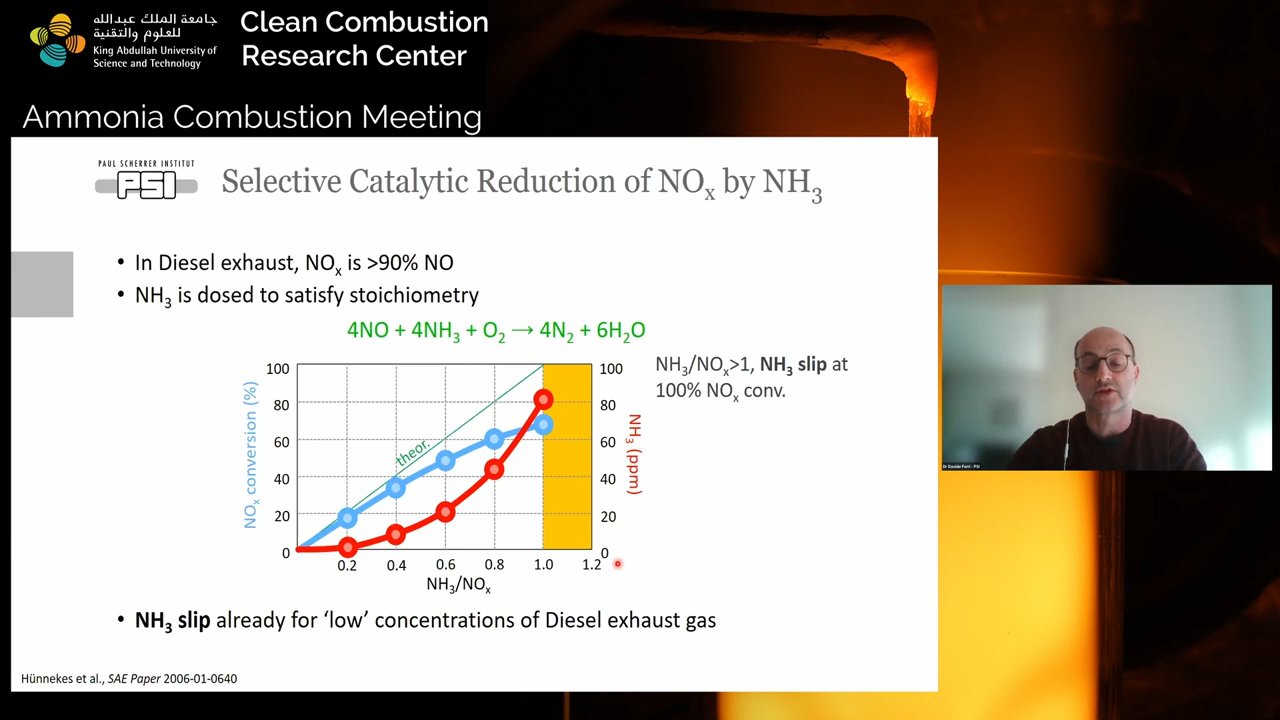 جامعة الملك عبدالله
للعلوم والتقنية
King Abdullah University of
Science and Technology
Clean Combustion
Research Center
Ammonia Combustion Meeting
PAUL SCHERRER INSTITUT
PSI
Selective Catalytic Reduction of NOx by NH3
• In Diesel exhaust, NOx is >90% NO
• NH3 is dosed to satisfy stoichiometry
4NO + 4NH3 + O2 → 4N2 + 6H2O
NH3/NOx>1, NH3 slip at
100% NOx conv.
NOx conversion (%)
100
80
60
40
20
0
theor.
100
80
60
40
20
0
NH3 (ppm)
0.2 0.4 0.6 0.8 1.0 1.2
NH3/NOx
• NH3 slip already for ‘low’ concentrations of Diesel exhaust gas
Hünnekes et al., SAE Paper 2006-01-0640
Dr Davide Ferri - PSI